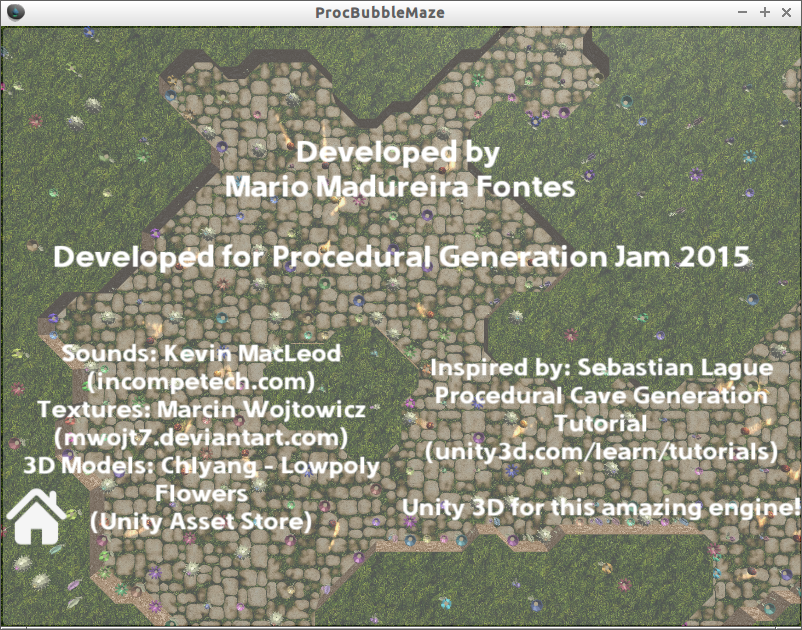 ProcBubbleMaze
Developed by
Mario Madureira Fontes
Developed for Procedural Generation Jam 2015
Sounds: Kevin MacLeod
(incompetech.com)
Textures: Marcin Wojtowicz
(mwojt7.deviantart.com)
3D Models: Chlyang - Lowpoly
Flowers
(Unity Asset Store)
Inspired by: Sebastian Lague
Procedural Cave Generation
Tutorial
(unity3d.com/learn/tutorials)
Unity 3D for this amazing engine!